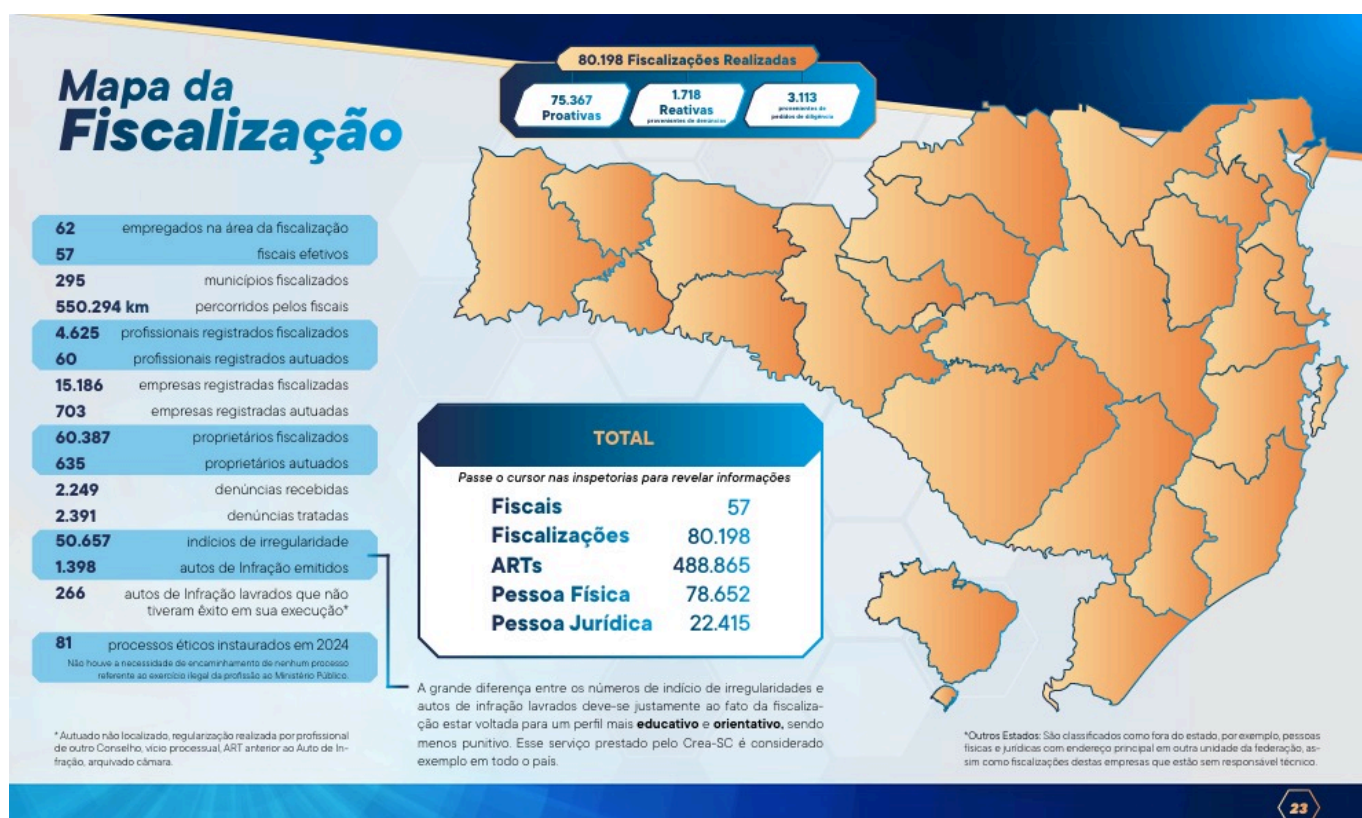 Mapa da
Fiscalização
80.198 Fiscalizações Realizadas
75.367
Proativas
1.718
Reativas
provenientes de denúncias
3.113
provenientes de
pedidos de diligência
62 empregados na área da fiscalização
57 fiscais efetivos
295 municípios fiscalizados
550.294 km percorridos pelos fiscais
4.625 profissionais registrados fiscalizados
60 profissionais registrados autuados
15.186 empresas registradas fiscalizadas
703 empresas registradas autuadas
60.387 proprietários fiscalizados
635 proprietários autuados
2.249 denúncias recebidas
2.391 denúncias tratadas
50.657 indícios de irregularidade
1.398 autos de Infração emitidos
266 autos de Infração lavrados que não
tiveram êxito em sua execução*
81 processos éticos instaurados em 2024
Não houve a necessidade de encaminhamento de nenhum processo
referente ao exercício ilegal da profissão ao Ministério Público.
* Autuado não localizado, regularização realizada por profissional
de outro Conselho, vício processual, ART anterior ao Auto de In-
fração, arquivado câmara.
TOTAL
Passe o cursor nas inspetorias para revelar informações
Fiscais 57
Fiscalizações 80.198
ARTs 488.865
Pessoa Física 78.652
Pessoa Jurídica 22.415
A grande diferença entre os números de indício de irregularidades e
autos de infração lavrados deve-se justamente ao fato da fiscaliza-
ção estar voltada para um perfil mais educativo e orientativo, sendo
menos punitivo. Esse serviço prestado pelo Crea-SC é considerado
exemplo em todo o país.
*Outros Estados: São classificados como fora do estado, por exemplo, pessoas
físicas e jurídicas com endereço principal em outra unidade da federação, as-
sim como fiscalizações destas empresas que estão sem responsável técnico.
23